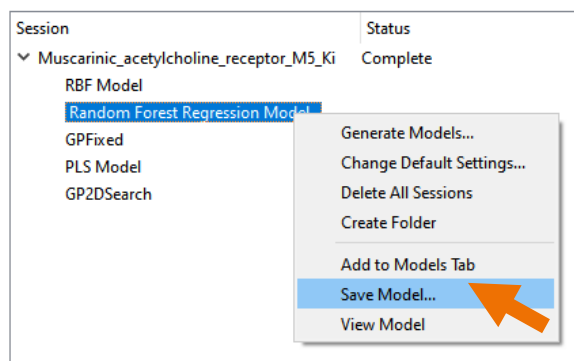 Session Status
Muscarinic_acetylcholine_receptor_M5_Ki Complete
RBF Model
Random Forest Regression Model
GPFixed
PLS Model
GP2DSearch
Generate Models...
Change Default Settings...
Delete All Sessions
Create Folder
Add to Models Tab
Save Model...
View Model